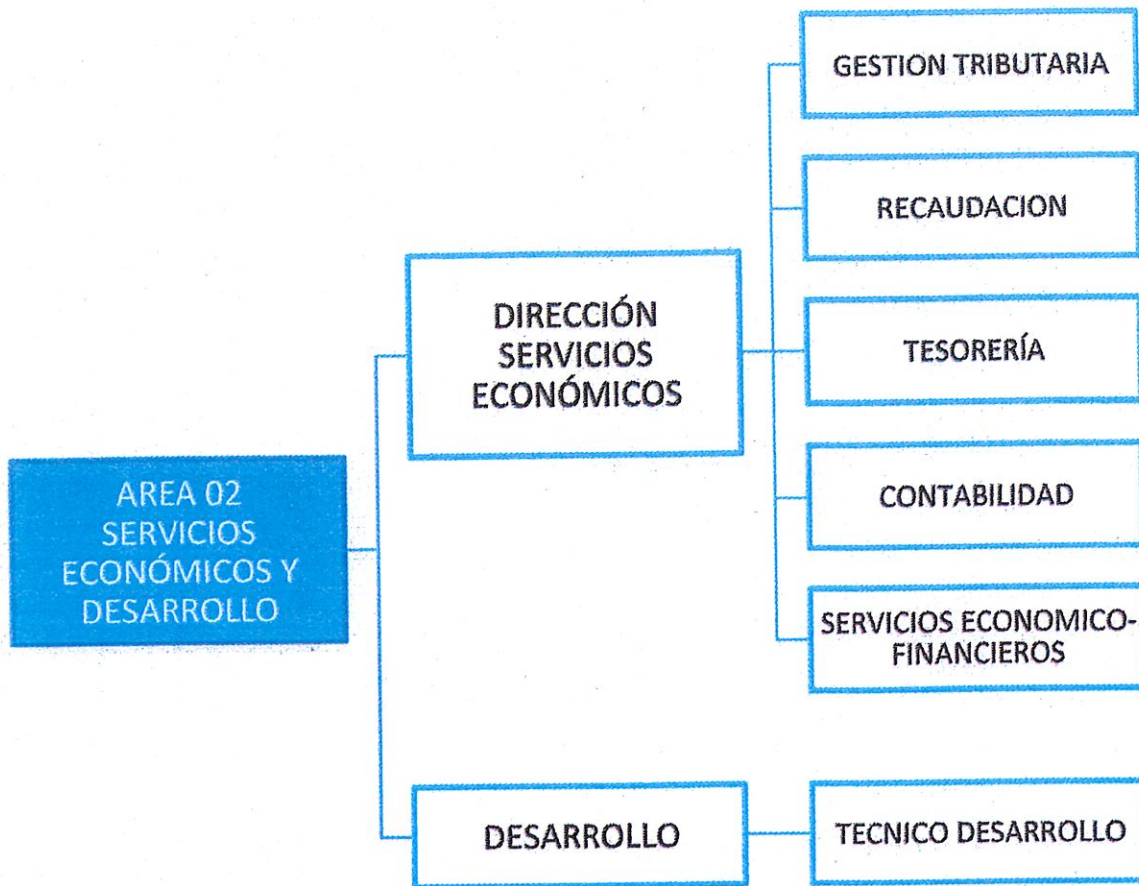 AREA 02
SERVICIOS
ECONÓMICOS Y
DESARROLLO
DIRECCIÓN
SERVICIOS
ECONÓMICOS
GESTION TRIBUTARIA
RECAUDACION
TESORERÍA
CONTABILIDAD
SERVICIOS ECONOMICO-
FINANCIEROS
DESARROLLO
TECNICO DESARROLLO